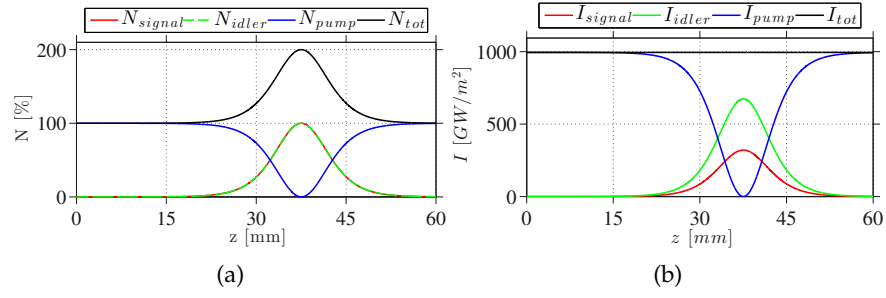 N_signal N_idler N_pump N_tot
200
100
0
N [%]
0 15 30 45 60
z [mm]
(a)
I_signal I_idler I_pump I_tot
1000
500
0
I [GW/m²]
0 15 30 45 60
z [mm]
(b)